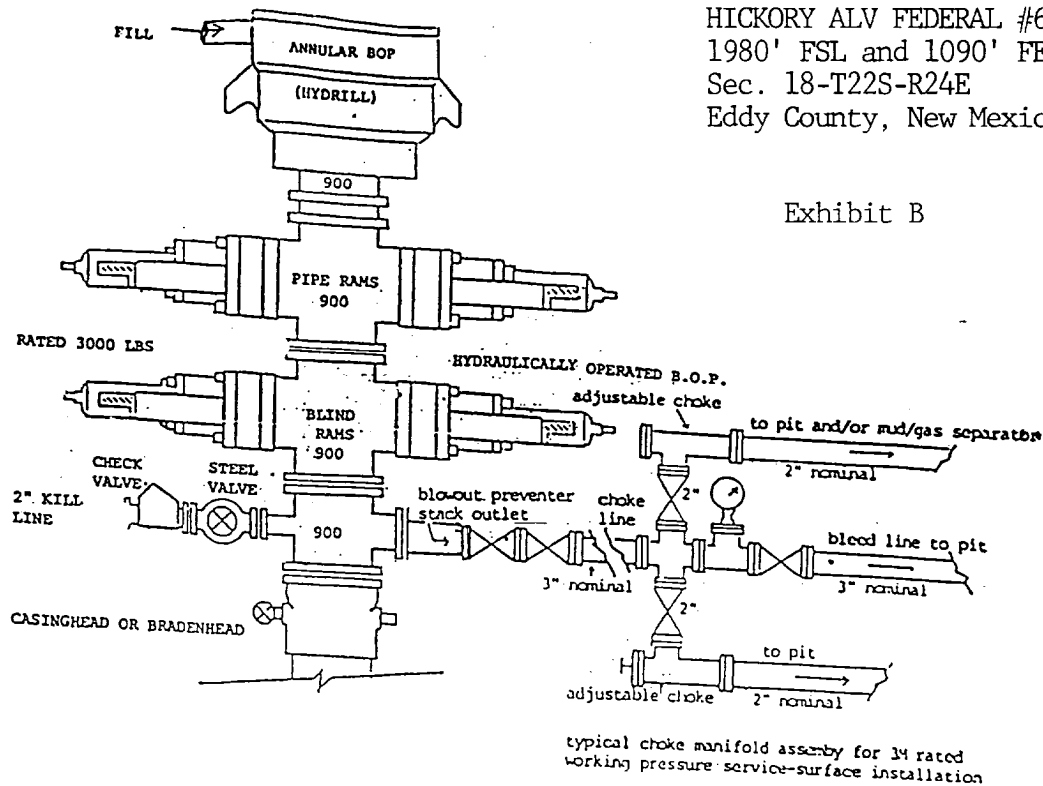 HICKORY ALV FEDERAL #6
1980' FSL and 1090' FE
Sec. 18-T22S-R24E
Eddy County, New Mexic
Exhibit B
FILL
ANNULAR BOP
(HYDRILL)
900
PIPE RAMS
900
RATED 3000 LBS
HYDRAULICALLY OPERATED B.O.P.
BLIND
RAMS
900
adjustable choke
to pit and/or mud/gas separator
2" nominal
CHECK
VALVE
STEEL
VALVE
2" KILL
LINE
900
blowout preventer
stack outlet
choke
line
3" nominal
2"
bleed line to pit
3" nominal
2"
CASINGHEAD OR BRADENHEAD
to pit
adjustable choke
2" nominal
typical choke manifold assemby for 3M rated
working pressure service-surface installation